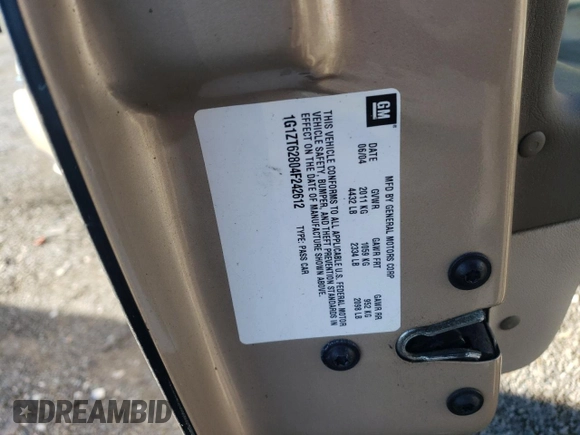 GM
MFD BY GENERAL MOTORS CORP
DATE GVWR GAWR FRT GAWR RR
06/04 2011 KG 1059 KG 952 KG
4432 LB 2334 LB 2098 LB
THIS VEHICLE CONFORMS TO ALL APPLICABLE U.S. FEDERAL MOTOR
VEHICLE SAFETY, BUMPER, AND THEFT PREVENTION STANDARDS IN
EFFECT ON THE DATE OF MANUFACTURE SHOWN ABOVE.
1G1ZT62804F242612 TYPE: PASS CAR
DREAMBID